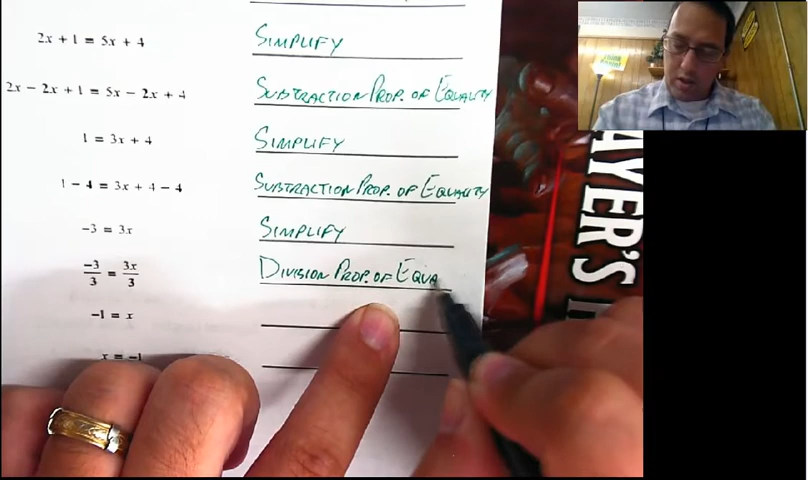 2x + 1 = 5x + 4 SIMPLIFY
2x − 2x + 1 = 5x − 2x + 4 SUBTRACTION PROP. OF EQUALITY
1 = 3x + 4 SIMPLIFY
1 − 4 = 3x + 4 − 4 SUBTRACTION PROP. OF EQUALITY
−3 = 3x SIMPLIFY
−3/3 = 3x/3 DIVISION PROP. OF EQUA
−1 = x
x = −1
AYER'S